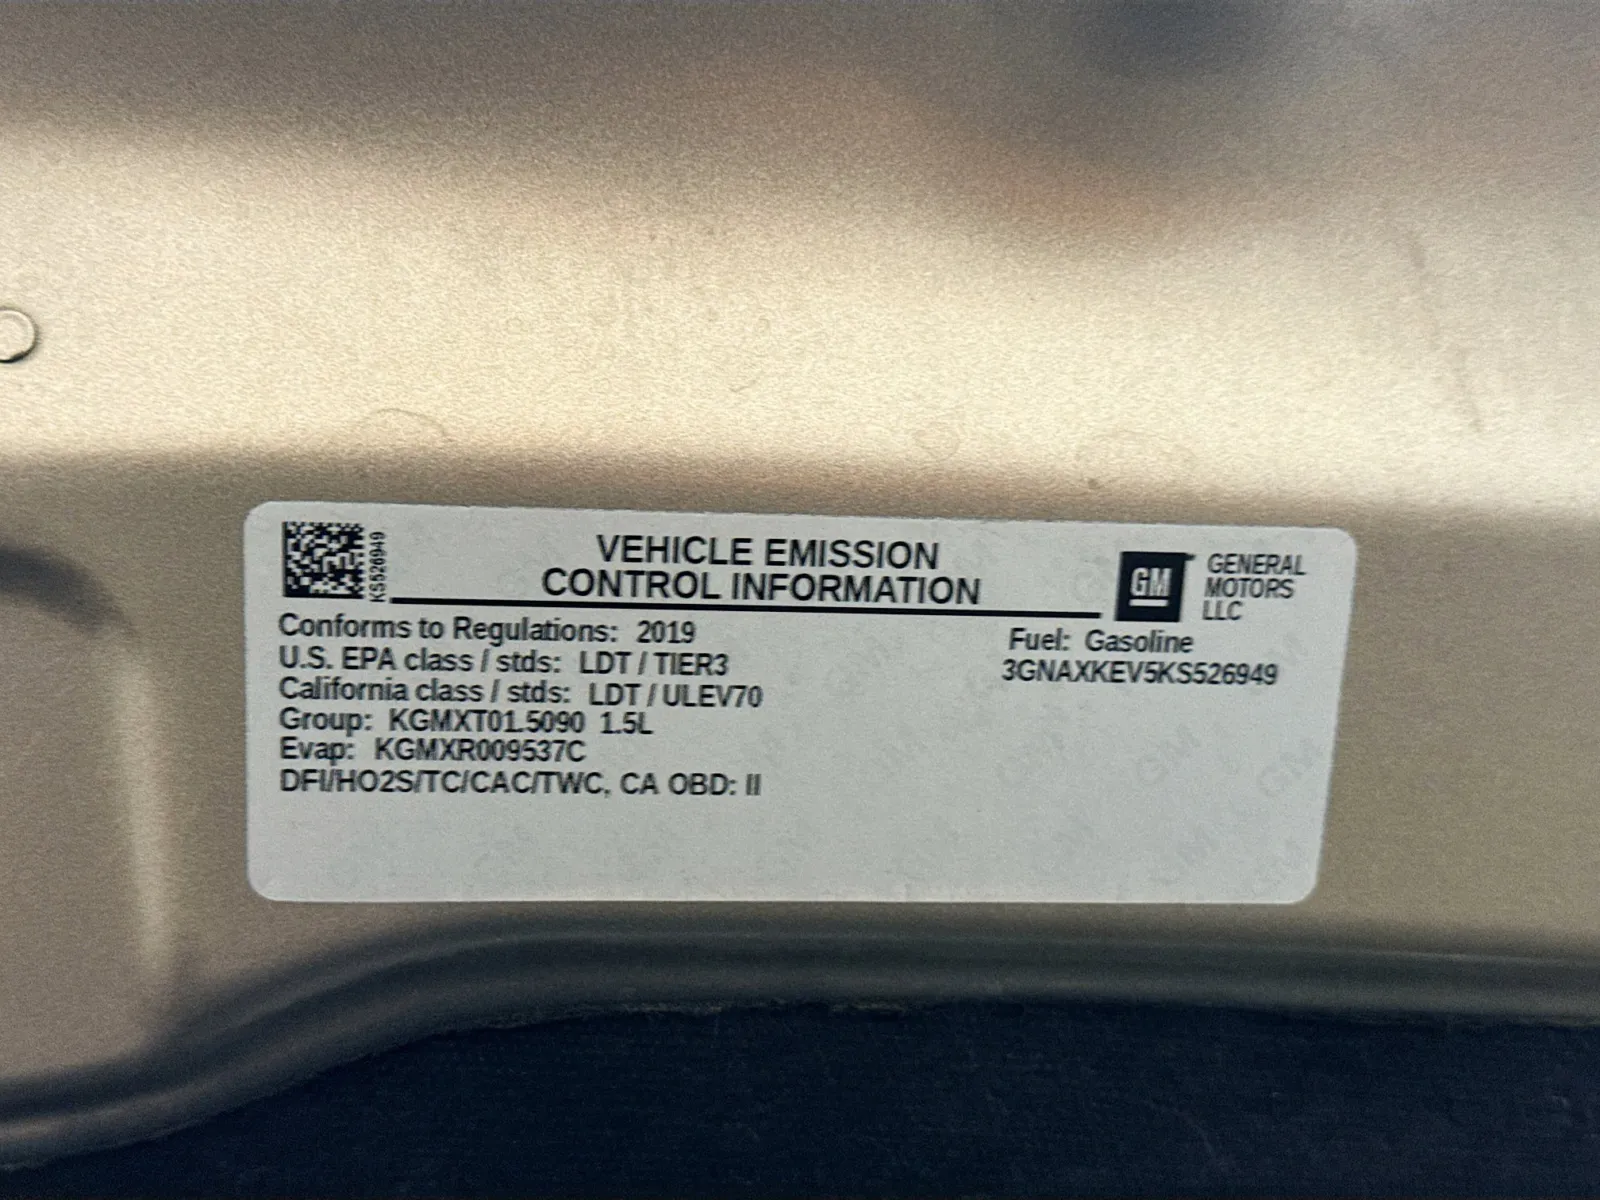 KS526949
VEHICLE EMISSION
CONTROL INFORMATION
GM
GENERAL
MOTORS
LLC
Conforms to Regulations: 2019
U.S. EPA class / stds: LDT / TIER3
California class / stds: LDT / ULEV70
Group: KGMXT01.5090 1.5L
Evap: KGMXR009537C
DFI/HO2S/TC/CAC/TWC, CA OBD: II
Fuel: Gasoline
3GNAXKEV5KS526949